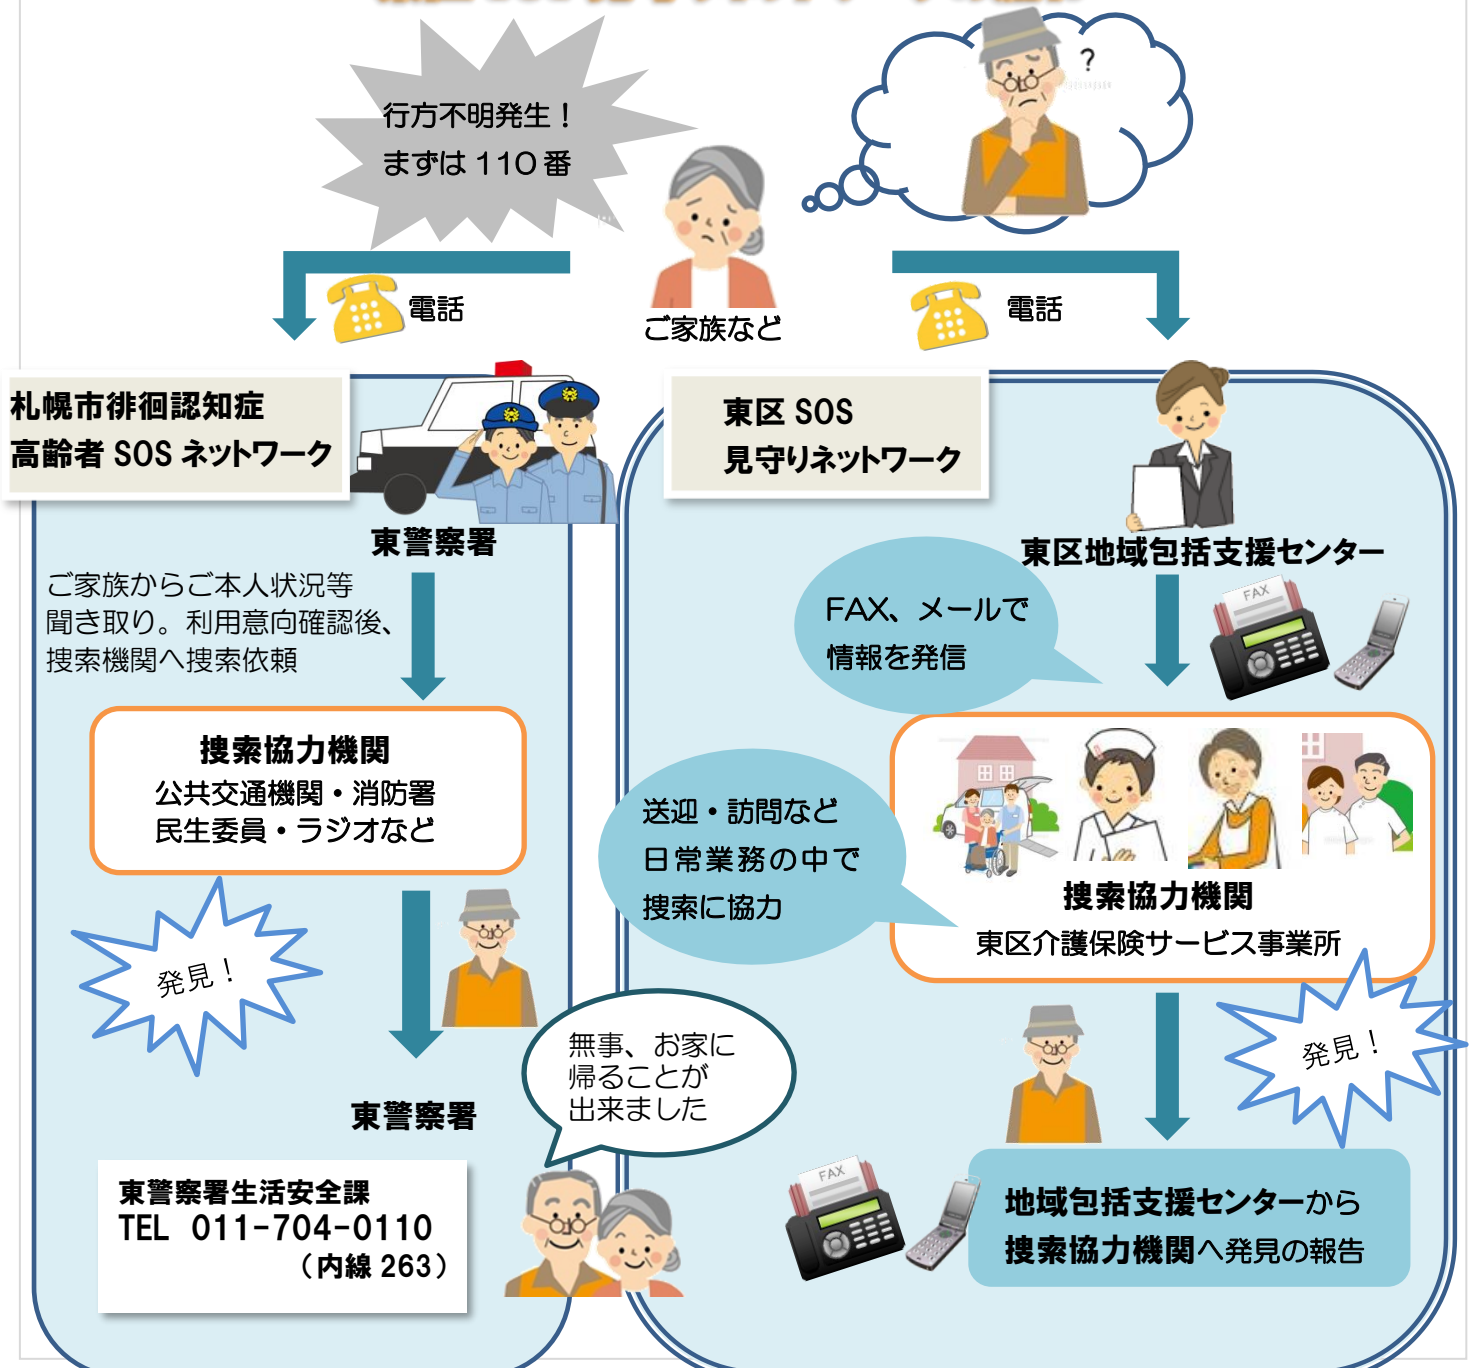 行方不明発生！
まずは 110 番
?
電話
ご家族など
電話
札幌市徘徊認知症
高齢者 SOS ネットワーク
東警察署
ご家族からご本人状況等
聞き取り。利用意向確認後、
捜索機関へ捜索依頼
捜索協力機関
公共交通機関・消防署
民生委員・ラジオなど
発見！
東警察署
東警察署生活安全課
TEL 011-704-0110
（内線 263）
東区 SOS
見守りネットワーク
東区地域包括支援センター
FAX、メールで
情報を発信
FAX
送迎・訪問など
日常業務の中で
捜索に協力
捜索協力機関
東区介護保険サービス事業所
発見！
無事、お家に
帰ることが
出来ました
FAX
地域包括支援センターから
捜索協力機関へ発見の報告